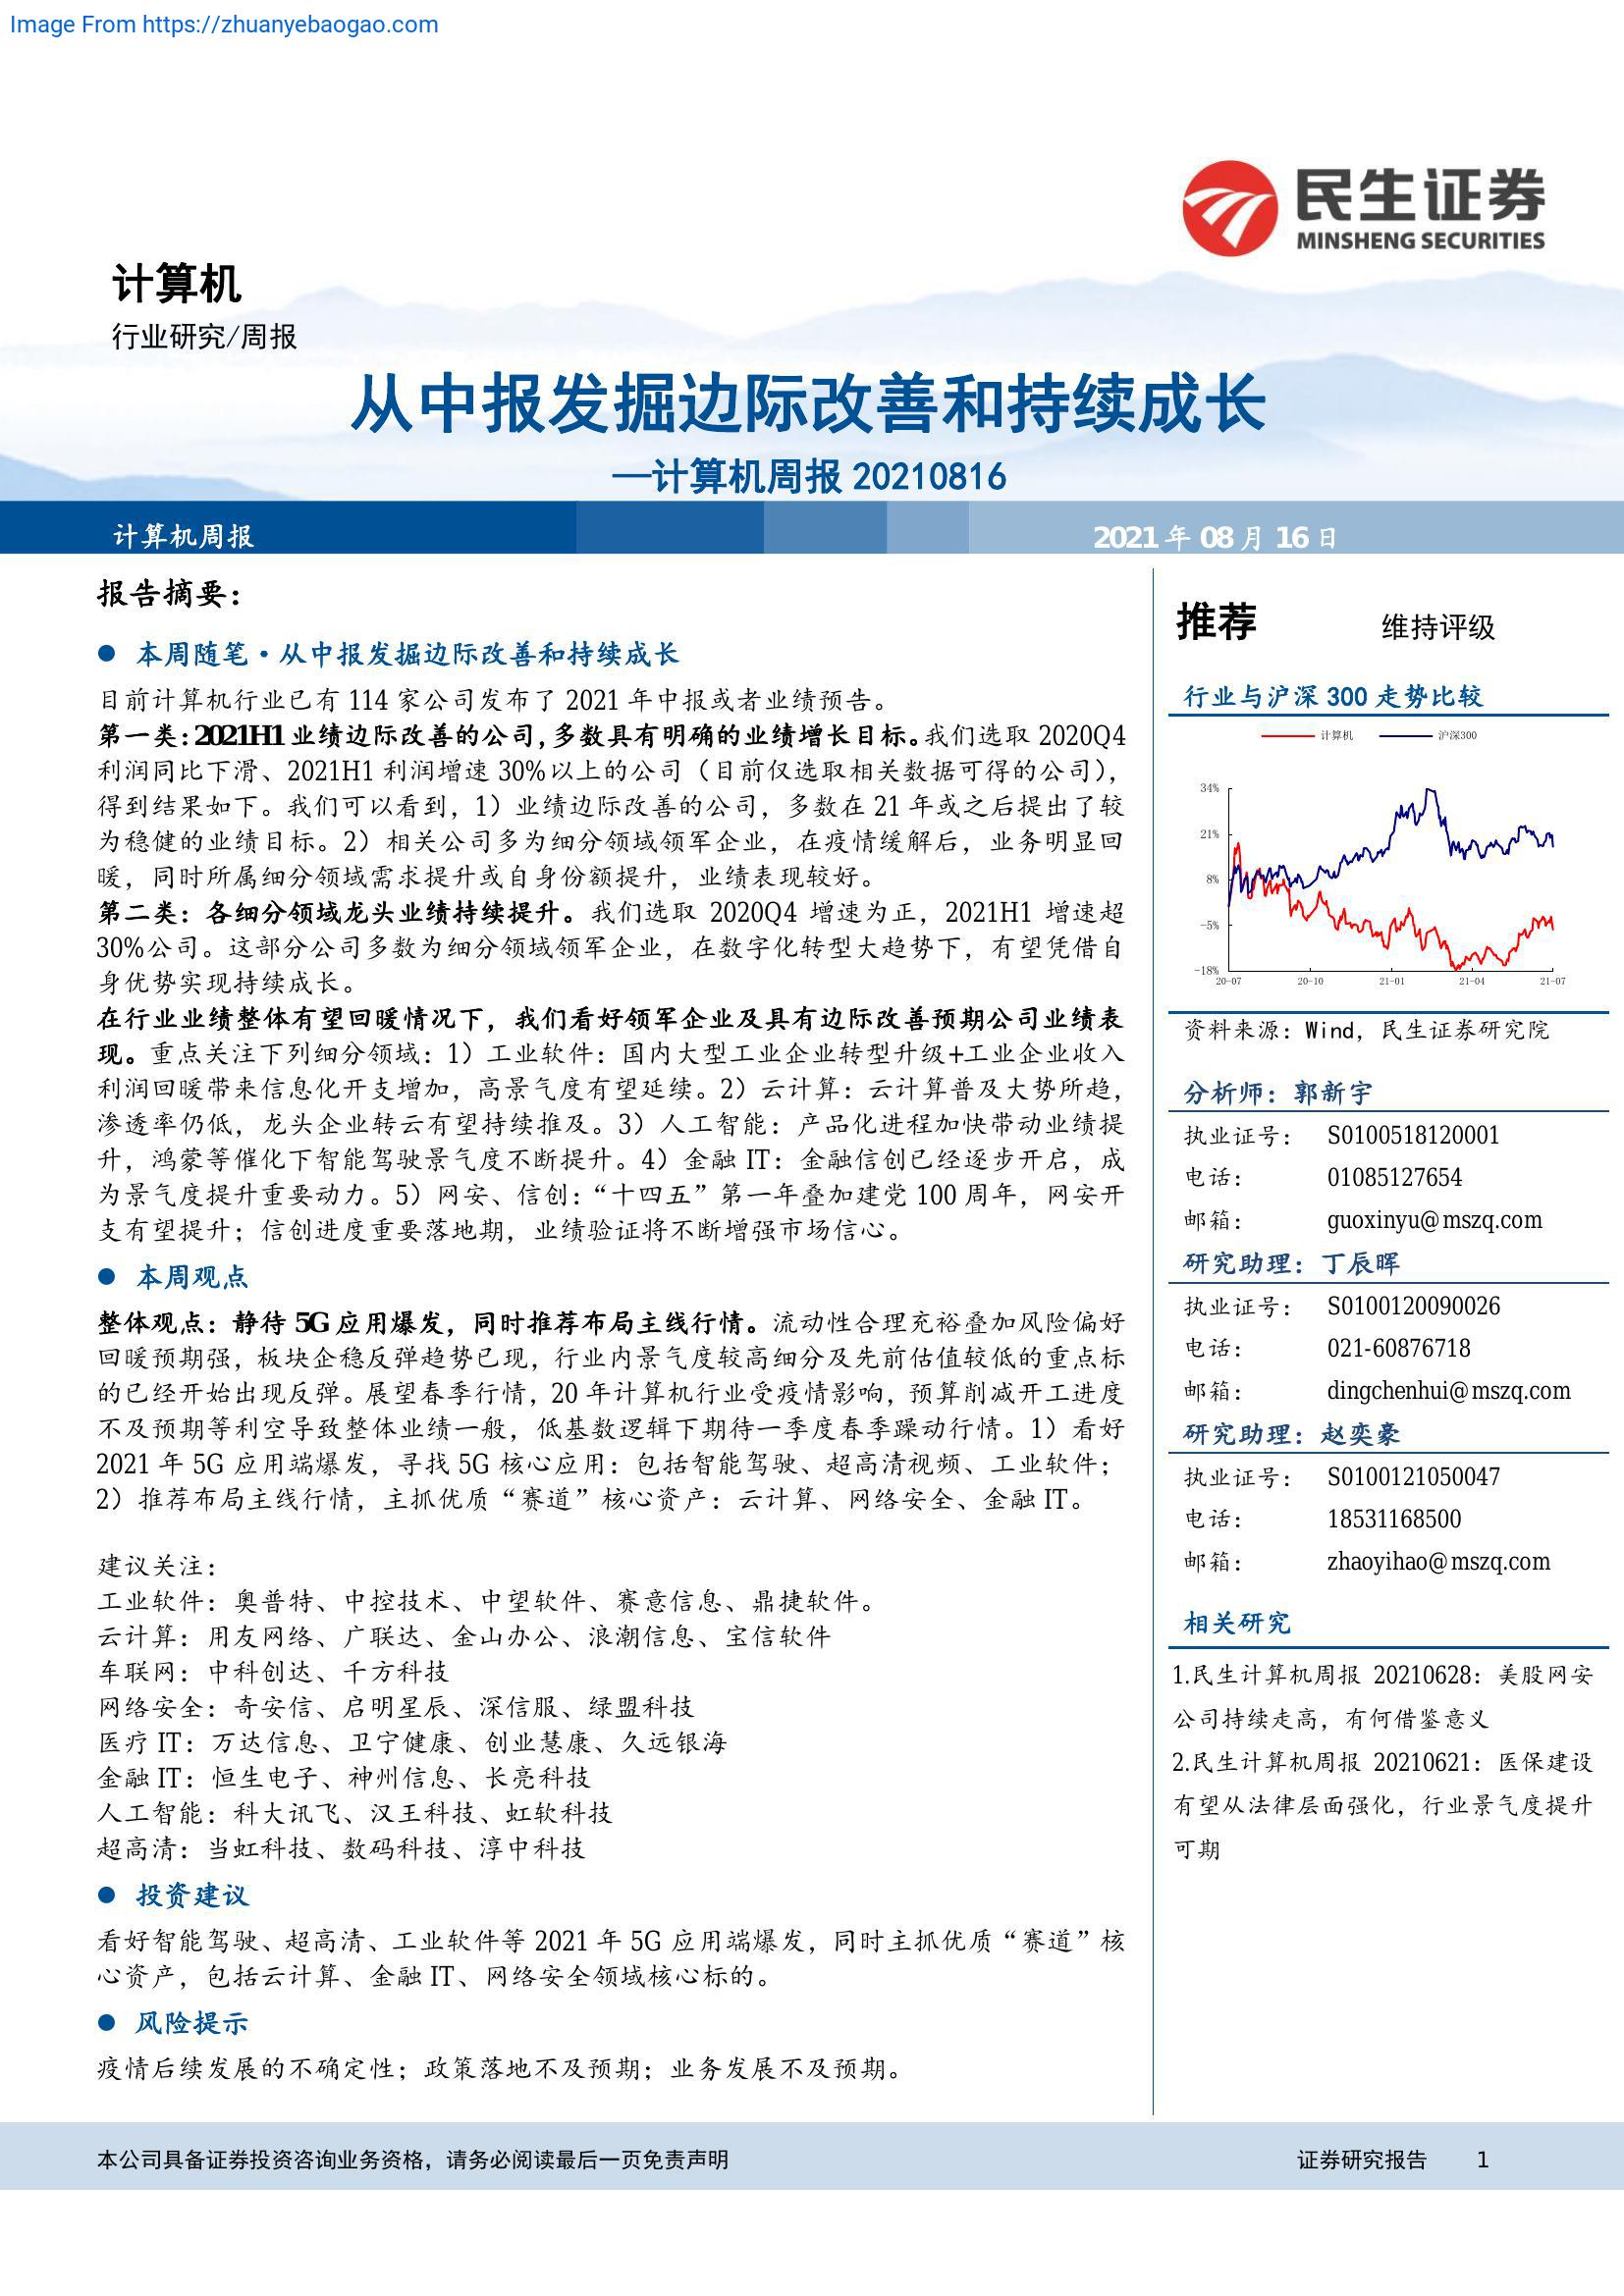 Image From https://zhuanyebaogao.com
民生证券
MINSHENG SECURITIES
计算机
行业研究/周报
从中报发掘边际改善和持续成长
—计算机周报 20210816
计算机周报
2021 年 08 月 16 日
报告摘要：
● 本周随笔·从中报发掘边际改善和持续成长
目前计算机行业已有 114 家公司发布了 2021 年中报或者业绩预告。
第一类：2021H1 业绩边际改善的公司，多数具有明确的业绩增长目标。我们选取 2020Q4
利润同比下滑、2021H1 利润增速 30%以上的公司（目前仅选取相关数据可得的公司），
得到结果如下。我们可以看到，1）业绩边际改善的公司，多数在 21 年或之后提出了较
为稳健的业绩目标。2）相关公司多为细分领域领军企业，在疫情缓解后，业务明显回
暖，同时所属细分领域需求提升或自身份额提升，业绩表现较好。
第二类：各细分领域龙头业绩持续提升。我们选取 2020Q4 增速为正，2021H1 增速超
30%公司。这部分公司多数为细分领域领军企业，在数字化转型大趋势下，有望凭借自
身优势实现持续成长。
在行业业绩整体有望回暖情况下，我们看好领军企业及具有边际改善预期公司业绩表
现。重点关注下列细分领域：1）工业软件：国内大型工业企业转型升级+工业企业收入
利润回暖带来信息化开支增加，高景气度有望延续。2）云计算：云计算普及大势所趋，
渗透率仍低，龙头企业转云有望持续推及。3）人工智能：产品化进程加快带动业绩提
升，鸿蒙等催化下智能驾驶景气度不断提升。4）金融 IT：金融信创已经逐步开启，成
为景气度提升重要动力。5）网安、信创：“十四五”第一年叠加建党 100 周年，网安开
支有望提升；信创进度重要落地期，业绩验证将不断增强市场信心。
● 本周观点
整体观点：静待 5G 应用爆发，同时推荐布局主线行情。流动性合理充裕叠加风险偏好
回暖预期强，板块企稳反弹趋势已现，行业内景气度较高细分及先前估值较低的重点标
的已经开始出现反弹。展望春季行情，20 年计算机行业受疫情影响，预算削减开工进度
不及预期等利空导致整体业绩一般，低基数逻辑下期待一季度春季躁动行情。1）看好
2021 年 5G 应用端爆发，寻找 5G 核心应用：包括智能驾驶、超高清视频、工业软件；
2）推荐布局主线行情，主抓优质“赛道”核心资产：云计算、网络安全、金融 IT。
建议关注：
工业软件：奥普特、中控技术、中望软件、赛意信息、鼎捷软件。
云计算：用友网络、广联达、金山办公、浪潮信息、宝信软件
车联网：中科创达、千方科技
网络安全：奇安信、启明星辰、深信服、绿盟科技
医疗 IT：万达信息、卫宁健康、创业慧康、久远银海
金融 IT：恒生电子、神州信息、长亮科技
人工智能：科大讯飞、汉王科技、虹软科技
超高清：当虹科技、数码科技、淳中科技
● 投资建议
看好智能驾驶、超高清、工业软件等 2021 年 5G 应用端爆发，同时主抓优质“赛道”核
心资产，包括云计算、金融 IT、网络安全领域核心标的。
● 风险提示
疫情后续发展的不确定性；政策落地不及预期；业务发展不及预期。
推荐 维持评级
行业与沪深 300 走势比较
计算机 沪深300
34%
21%
8%
-5%
-18%
20-07 20-10 21-01 21-04 21-07
资料来源：Wind，民生证券研究院
分析师：郭新宇
执业证号： S0100518120001
电话： 01085127654
邮箱： guoxinyu@mszq.com
研究助理：丁辰晖
执业证号： S0100120090026
电话： 021-60876718
邮箱： dingchenhui@mszq.com
研究助理：赵奕豪
执业证号： S0100121050047
电话： 18531168500
邮箱： zhaoyihao@mszq.com
相关研究
1.民生计算机周报 20210628：美股网安
公司持续走高，有何借鉴意义
2.民生计算机周报 20210621：医保建设
有望从法律层面强化，行业景气度提升
可期
本公司具备证券投资咨询业务资格，请务必阅读最后一页免责声明
证券研究报告 1